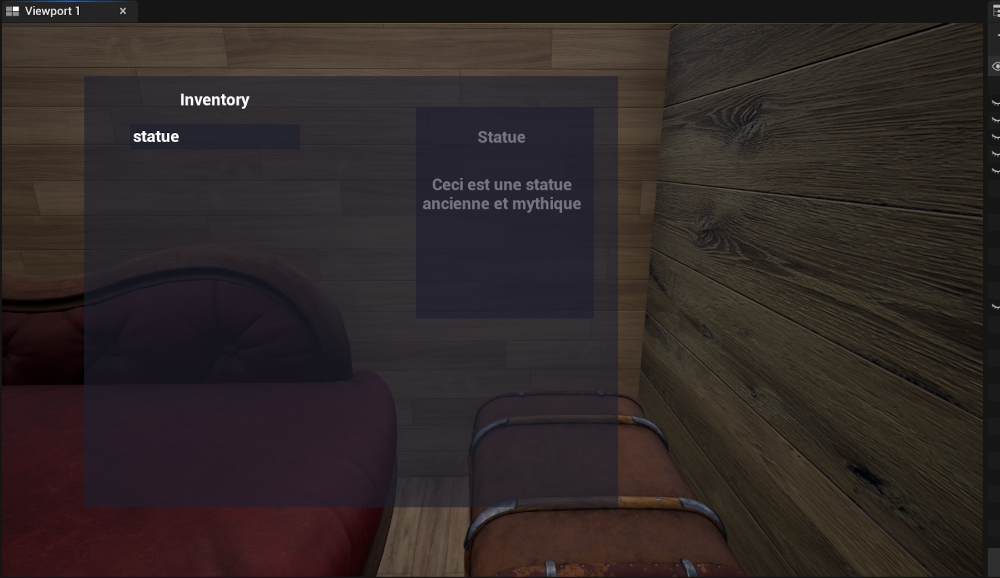 Viewport 1
Inventory
statue
Statue
Ceci est une statue
ancienne et mythique